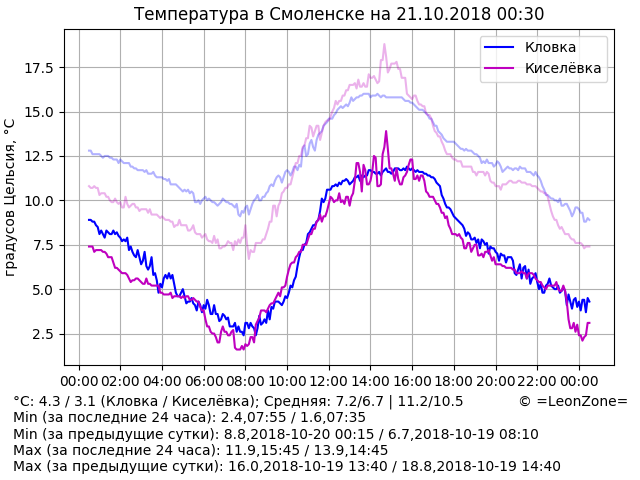 Температура в Смоленске на 21.10.2018 00:30
Кловка
Киселёвка
градусов Цельсия, °C
17.5
15.0
12.5
10.0
7.5
5.0
2.5
00:00 02:00 04:00 06:00 08:00 10:00 12:00 14:00 16:00 18:00 20:00 22:00 00:00
°C: 4.3 / 3.1 (Кловка / Киселёвка); Средняя: 7.2/6.7 | 11.2/10.5 © =LeonZone=
Min (за последние 24 часа): 2.4,07:55 / 1.6,07:35
Min (за предыдущие сутки): 8.8,2018-10-20 00:15 / 6.7,2018-10-19 08:10
Max (за последние 24 часа): 11.9,15:45 / 13.9,14:45
Max (за предыдущие сутки): 16.0,2018-10-19 13:40 / 18.8,2018-10-19 14:40